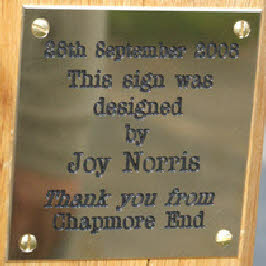 28th September 2008
This sign was
designed
by
Joy Norris
Thank you from
Chapmore End